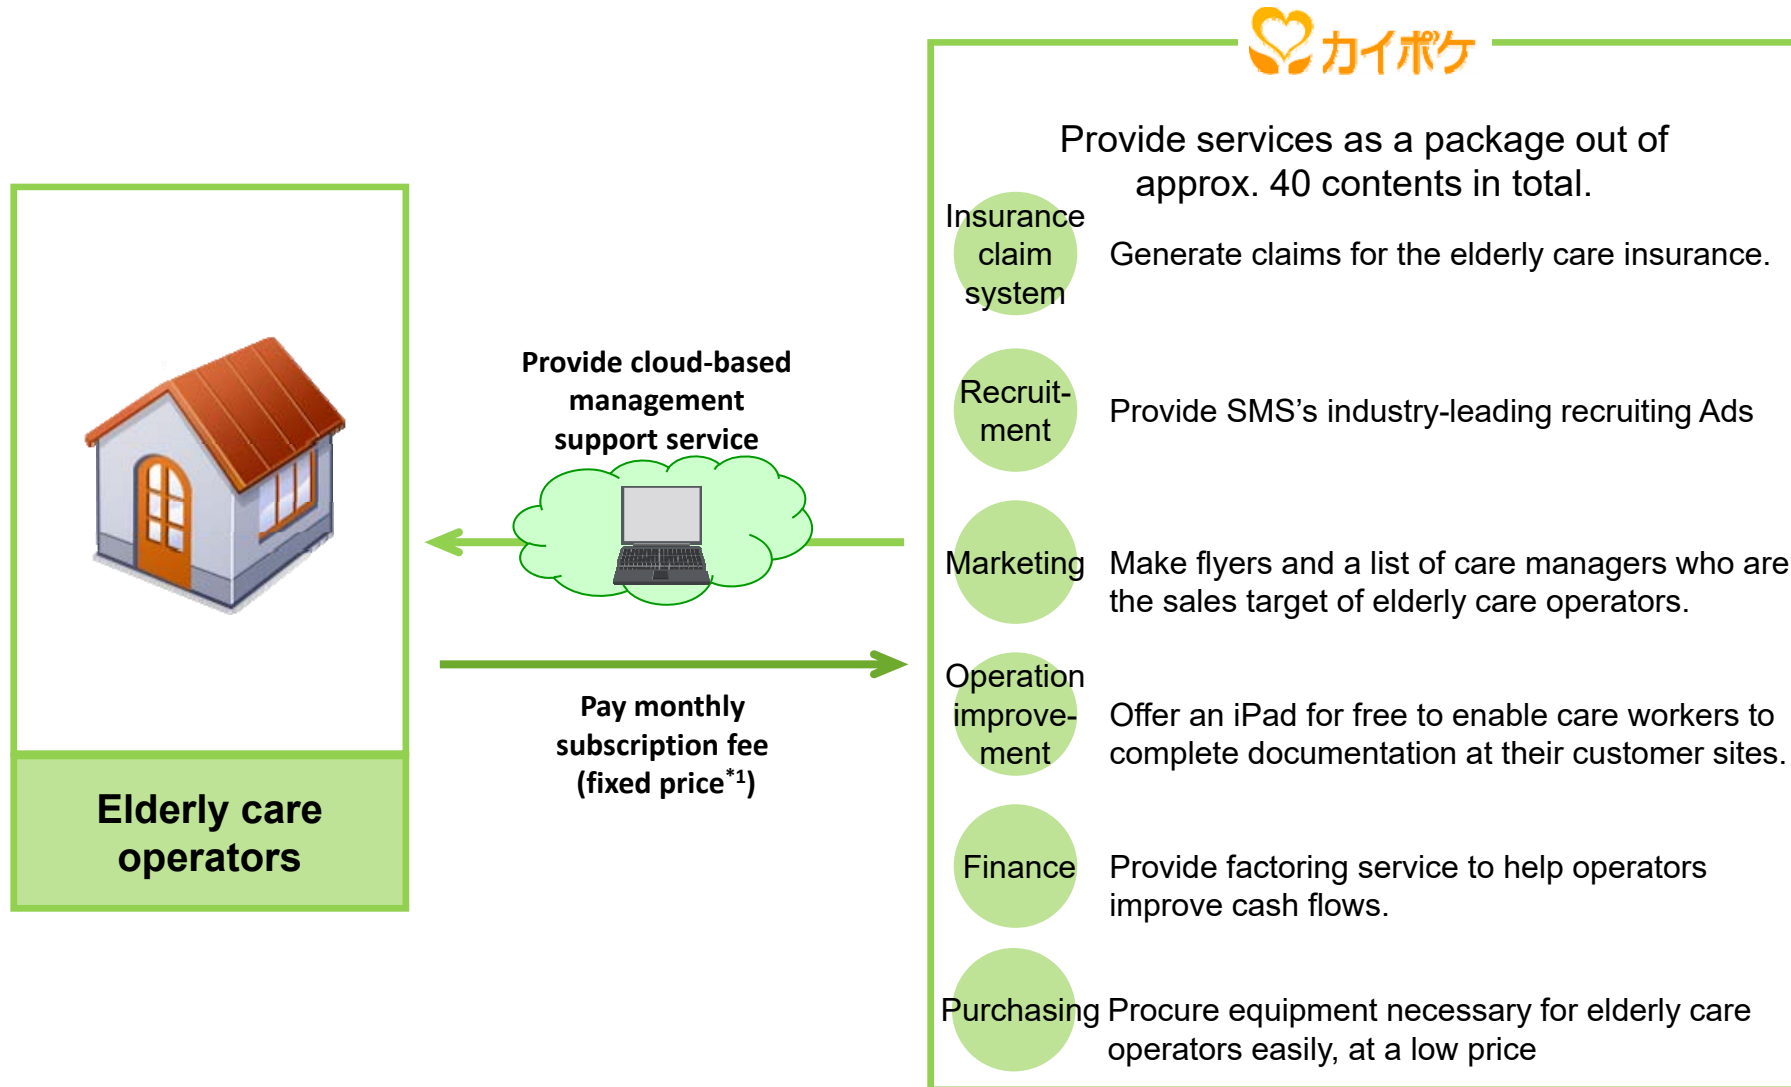 カイポケ
Provide services as a package out of
approx. 40 contents in total.
Insurance
claim
system
Generate claims for the elderly care insurance.
Recruit-
ment
Provide SMS’s industry-leading recruiting Ads
Marketing
Make flyers and a list of care managers who are
the sales target of elderly care operators.
Operation
improve-
ment
Offer an iPad for free to enable care workers to
complete documentation at their customer sites.
Finance
Provide factoring service to help operators
improve cash flows.
Purchasing
Procure equipment necessary for elderly care
operators easily, at a low price
Provide cloud-based
management
support service
Pay monthly
subscription fee
(fixed price*1)
Elderly care
operators